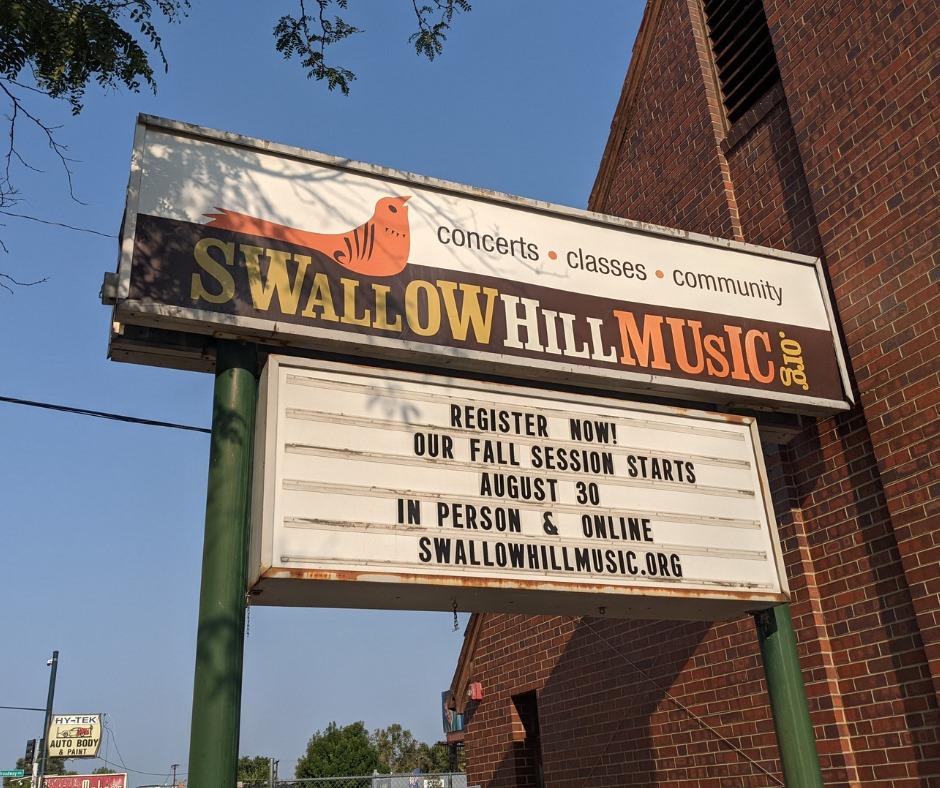 concerts • classes • community
SWALLOWHILLMUSIC.org
REGISTER NOW!
OUR FALL SESSION STARTS
AUGUST 30
IN PERSON & ONLINE
SWALLOWHILLMUSIC.ORG
HY-TEK
AUTO BODY
& PAINT